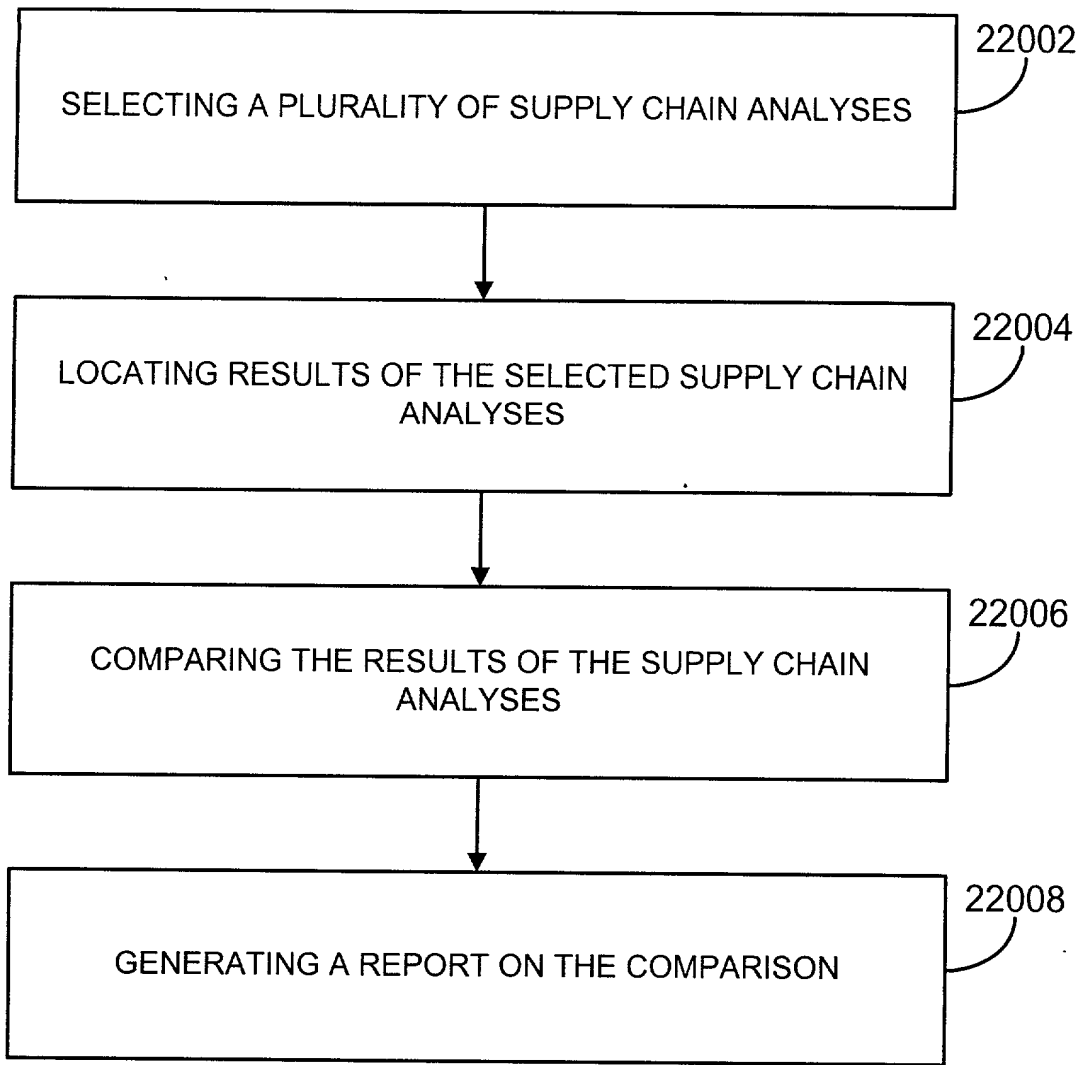 22002
SELECTING A PLURALITY OF SUPPLY CHAIN ANALYSES
22004
LOCATING RESULTS OF THE SELECTED SUPPLY CHAIN
ANALYSES
22006
COMPARING THE RESULTS OF THE SUPPLY CHAIN
ANALYSES
22008
GENERATING A REPORT ON THE COMPARISON